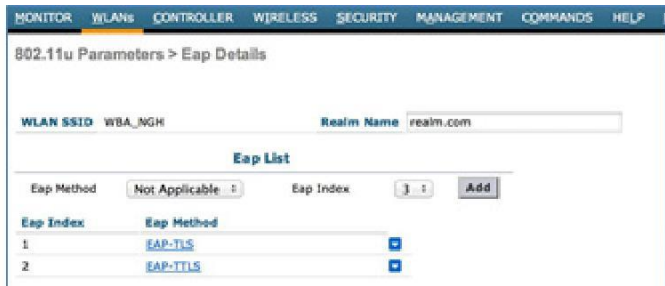 MONITOR WLANs CONTROLLER WIRELESS SECURITY MANAGEMENT COMMANDS HELP
802.11u Parameters > Eap Details
WLAN SSID WBA_NGH Realm Name realm.com
Eap List
Eap Method Not Applicable Eap Index 3 Add
Eap Index Eap Method
1 EAP-TLS
2 EAP-TTLS